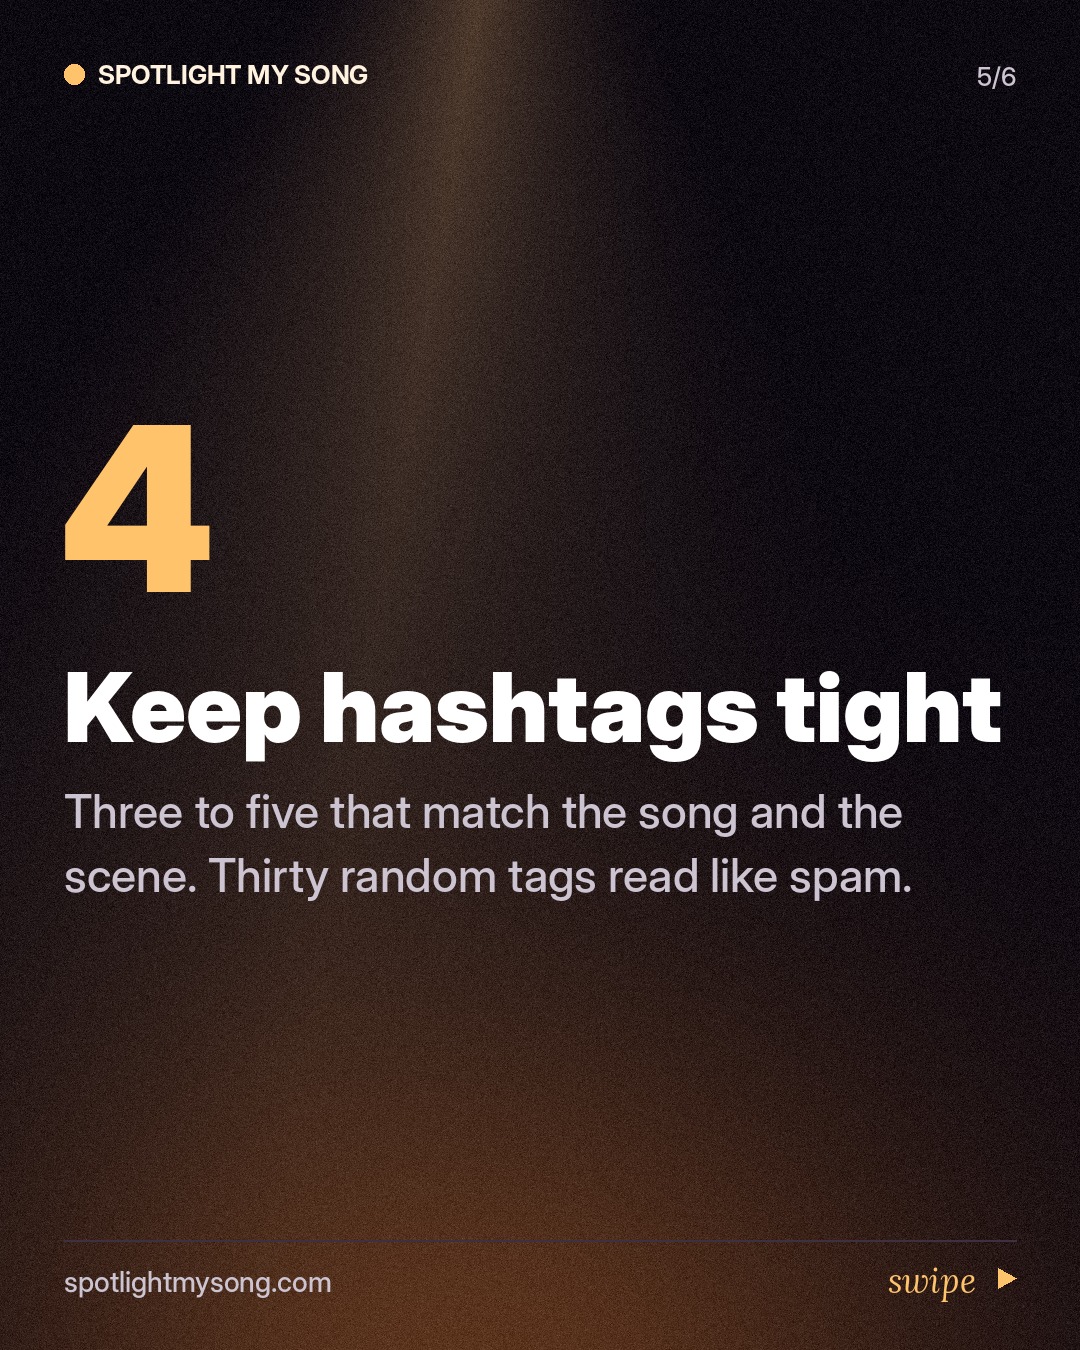 SPOTLIGHT MY SONG
5/6
4
Keep hashtags tight
Three to five that match the song and the
scene. Thirty random tags read like spam.
spotlightmysong.com
swipe